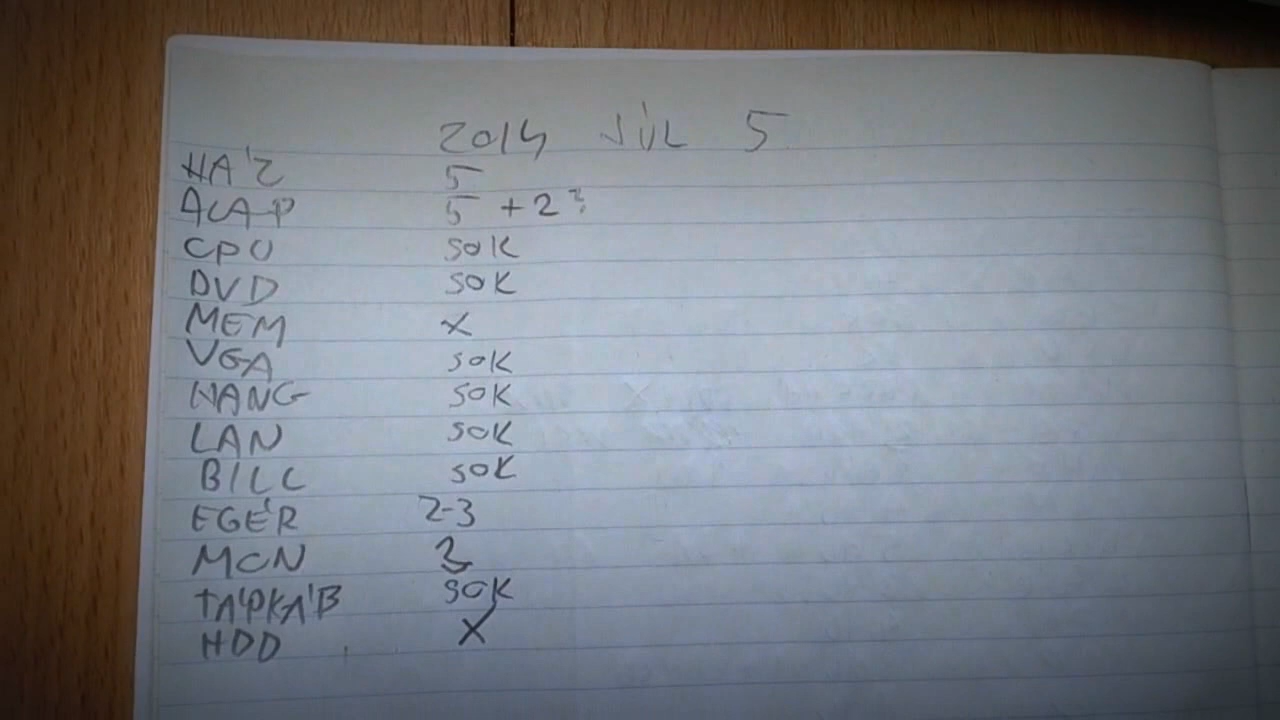 2014 JÚL 5
HÁZ 5
ALAP 5 + 2 ?
CPU SOK
DVD SOK
MEM X
VGA SOK
HANG SOK
LAN SOK
BILL SOK
EGÉR 2-3
MON 3
TÁPKÁB SOK
HDD X